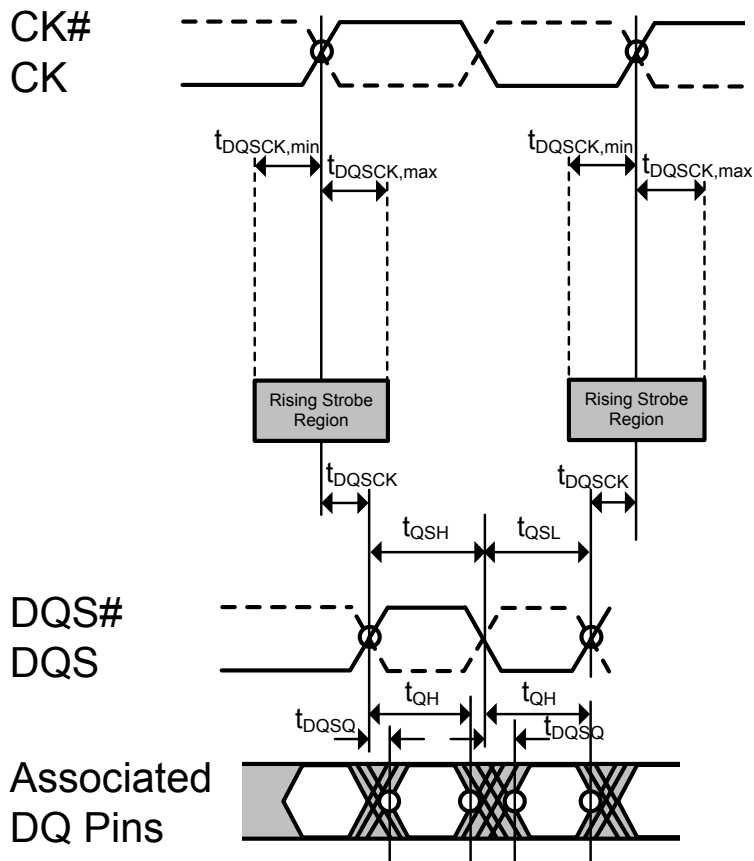 CK#
CK
tDQSCK,min
tDQSCK,max
tDQSCK,min
tDQSCK,max
Rising Strobe
Region
Rising Strobe
Region
tDQSCK
tDQSCK
tQSH
tQSL
DQS#
DQS
tQH
tQH
tDQSQ
tDQSQ
Associated
DQ Pins